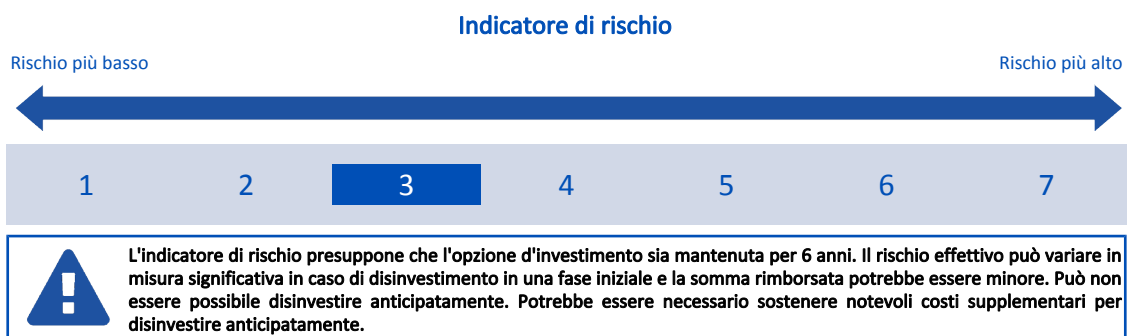 Indicatore di rischio
Rischio più basso
Rischio più alto
1 2 3 4 5 6 7
L'indicatore di rischio presuppone che l'opzione d'investimento sia mantenuta per 6 anni. Il rischio effettivo può variare in
misura significativa in caso di disinvestimento in una fase iniziale e la somma rimborsata potrebbe essere minore. Può non
essere possibile disinvestire anticipatamente. Potrebbe essere necessario sostenere notevoli costi supplementari per
disinvestire anticipatamente.